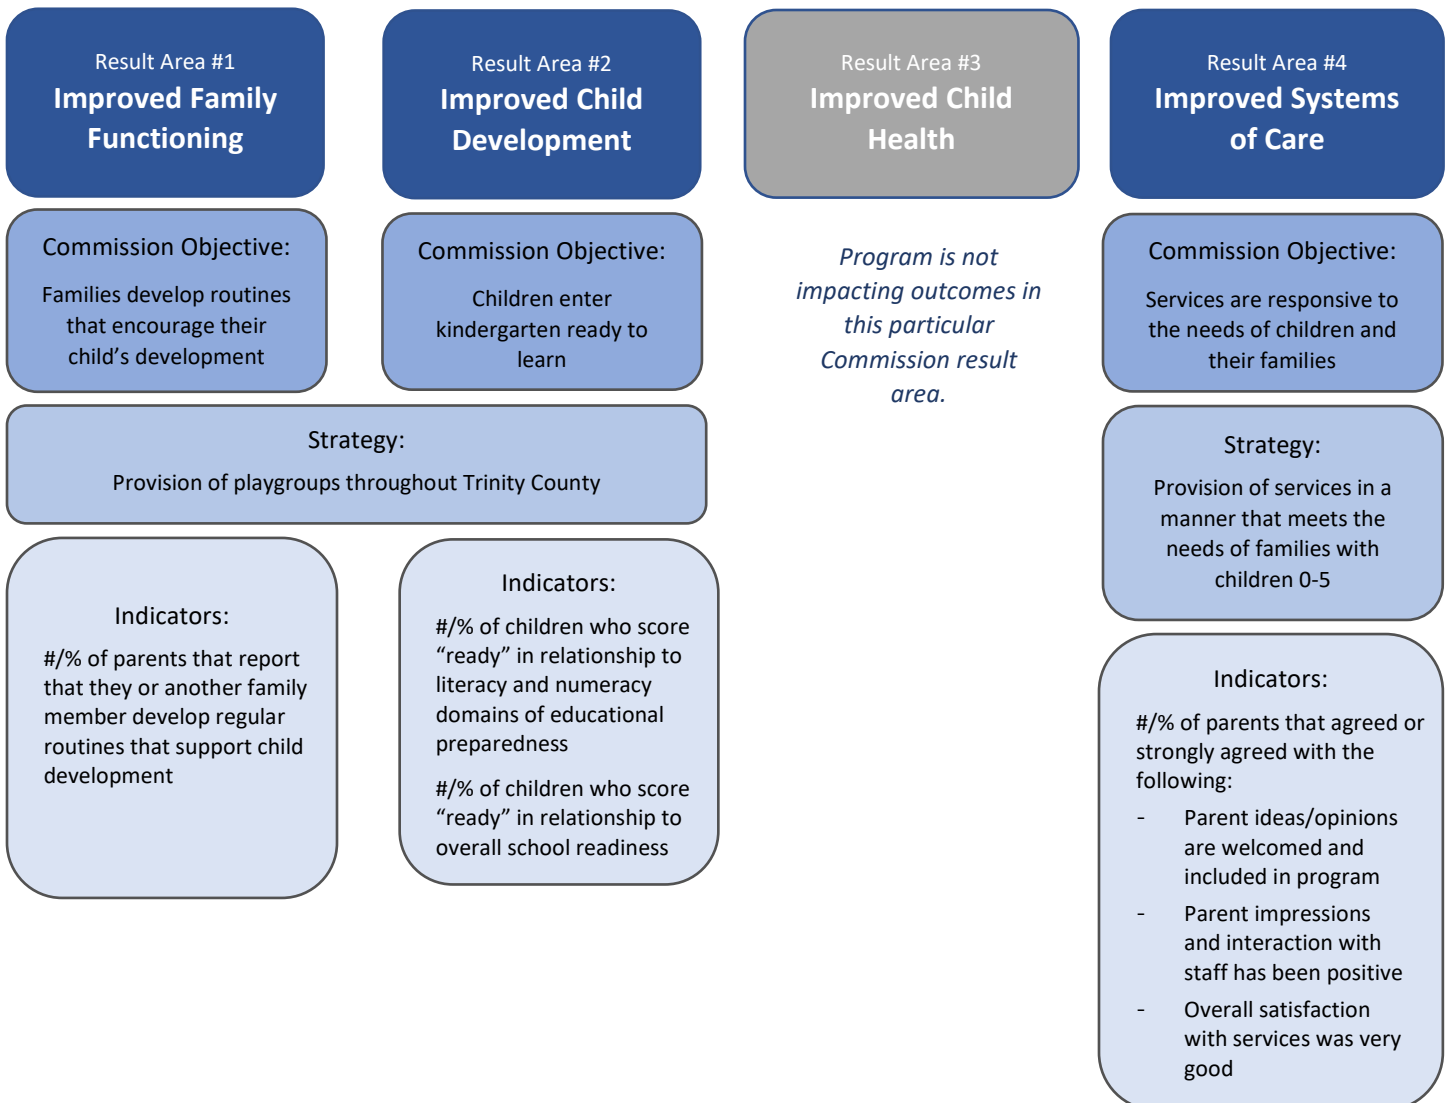 Result Area #1
Improved Family
Functioning
Result Area #2
Improved Child
Development
Result Area #3
Improved Child
Health
Result Area #4
Improved Systems
of Care
Commission Objective:
Families develop routines
that encourage their
child’s development
Commission Objective:
Children enter
kindergarten ready to
learn
Program is not
impacting outcomes in
this particular
Commission result
area.
Commission Objective:
Services are responsive to
the needs of children and
their families
Strategy:
Provision of playgroups throughout Trinity County
Strategy:
Provision of services in a
manner that meets the
needs of families with
children 0-5
Indicators:
#/% of parents that report
that they or another family
member develop regular
routines that support child
development
Indicators:
#/% of children who score
“ready” in relationship to
literacy and numeracy
domains of educational
preparedness
#/% of children who score
“ready” in relationship to
overall school readiness
Indicators:
#/% of parents that agreed or
strongly agreed with the
following:
- Parent ideas/opinions
are welcomed and
included in program
- Parent impressions
and interaction with
staff has been positive
- Overall satisfaction
with services was very
good